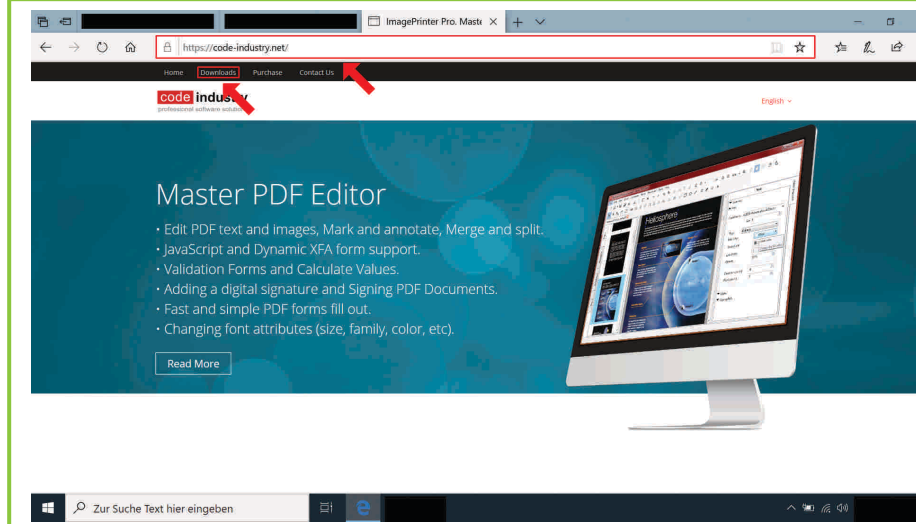 ImagePrinter Pro. Maste
https://code-industry.net/
Home Downloads Purchase Contact Us
code industry
professional software solutions
English
Master PDF Editor
• Edit PDF text and images, Mark and annotate, Merge and split.
• JavaScript and Dynamic XFA form support.
• Validation Forms and Calculate Values.
• Adding a digital signature and Signing PDF Documents.
• Fast and simple PDF forms fill out.
• Changing font attributes (size, family, color, etc).
Heliosphere
Read More
Zur Suche Text hier eingeben